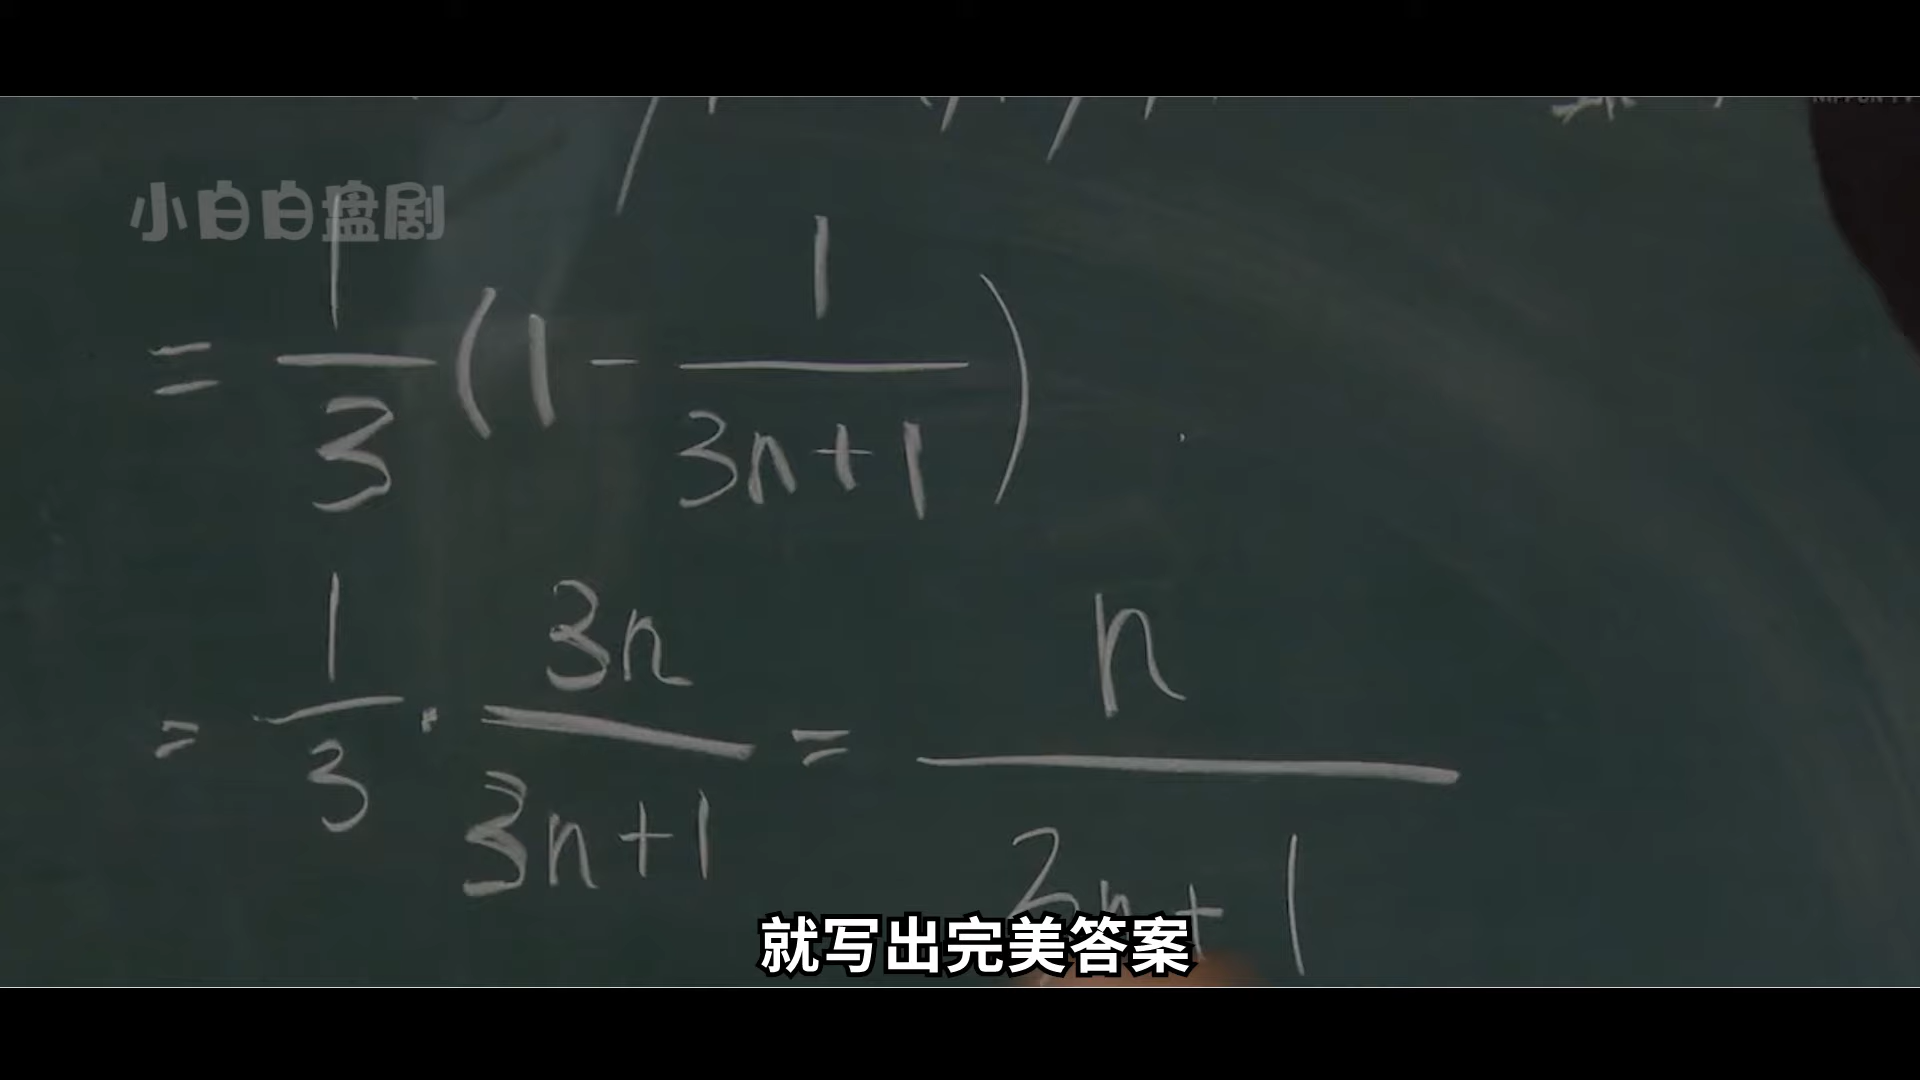 小白白盘剧
= 1/3 (1 - 1/(3n+1))
= 1/3 · 3n/(3n+1) = n/(3n+1)
就写出完美答案